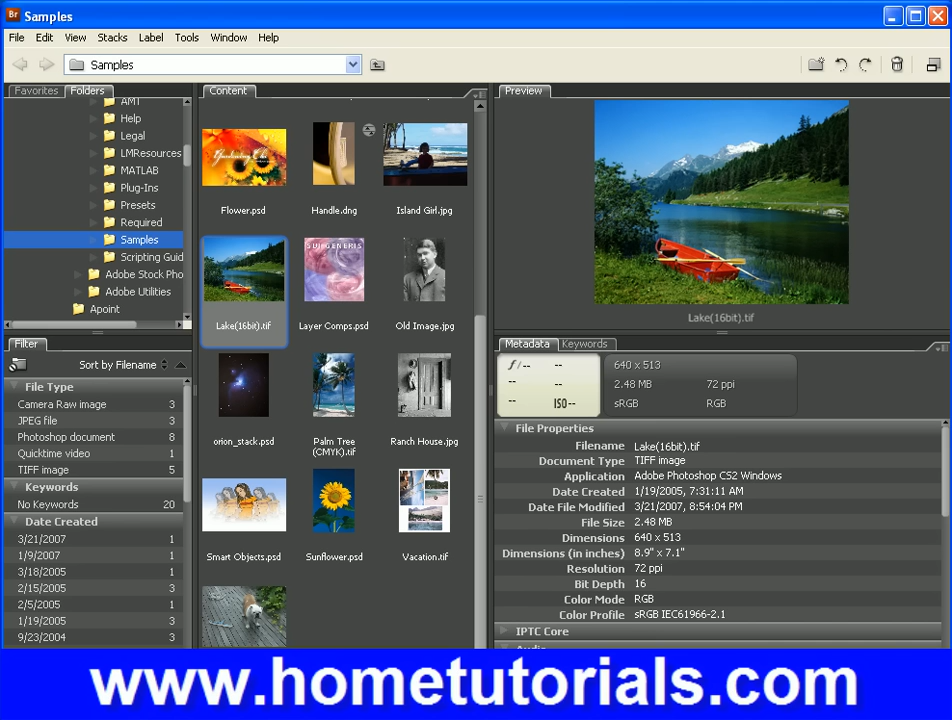 Br Samples
File Edit View Stacks Label Tools Window Help
Samples
Favorites Folders
AMT
Help
Legal
LMResources
MATLAB
Plug-Ins
Presets
Required
Samples
Scripting Guid
Adobe Stock Pho
Adobe Utilities
Apoint
Filter
Sort by Filename
File Type
Camera Raw image 3
JPEG file 3
Photoshop document 8
Quicktime video 1
TIFF image 5
Keywords
No Keywords 20
Date Created
3/21/2007 1
1/9/2007 1
3/18/2005 1
2/15/2005 3
2/5/2005 1
1/19/2005 3
9/23/2004 3
Content
Flower.psd Handle.dng Island Girl.jpg
SUIGENERIS
Lake(16bit).tif Layer Comps.psd Old Image.jpg
orion_stack.psd Palm Tree (CMYK).tif Ranch House.jpg
Smart Objects.psd Sunflower.psd Vacation.tif
Preview
Lake(16bit).tif
Metadata Keywords
f/-- --
-- --
-- ISO--
640 x 513
2.48 MB 72 ppi
sRGB RGB
File Properties
Filename Lake(16bit).tif
Document Type TIFF image
Application Adobe Photoshop CS2 Windows
Date Created 1/19/2005, 7:31:11 AM
Date File Modified 3/21/2007, 8:54:04 PM
File Size 2.48 MB
Dimensions 640 x 513
Dimensions (in inches) 8.9" x 7.1"
Resolution 72 ppi
Bit Depth 16
Color Mode RGB
Color Profile sRGB IEC61966-2.1
IPTC Core
www.hometutorials.com